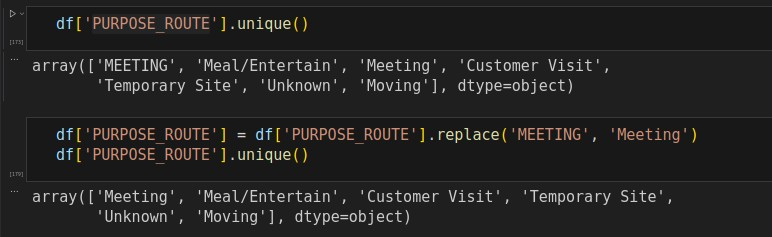 df['PURPOSE_ROUTE'].unique()
[173]
...
array(['MEETING', 'Meal/Entertain', 'Meeting', 'Customer Visit',
'Temporary Site', 'Unknown', 'Moving'], dtype=object)
df['PURPOSE_ROUTE'] = df['PURPOSE_ROUTE'].replace('MEETING', 'Meeting')
df['PURPOSE_ROUTE'].unique()
...
array(['Meeting', 'Meal/Entertain', 'Customer Visit', 'Temporary Site',
'Unknown', 'Moving'], dtype=object)